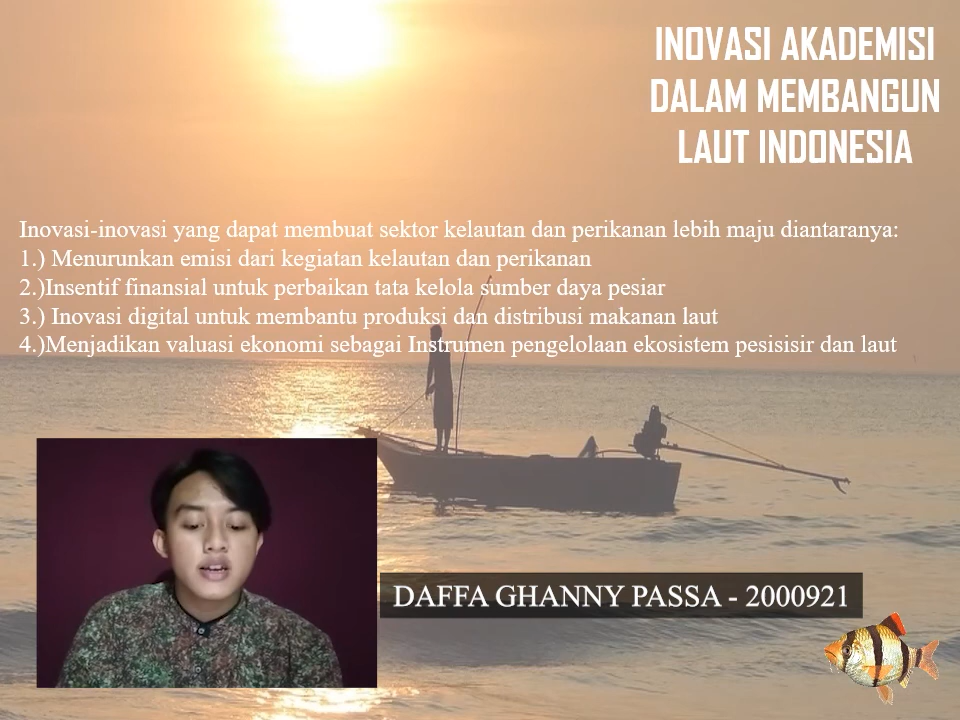 INOVASI AKADEMISI
DALAM MEMBANGUN
LAUT INDONESIA
Inovasi-inovasi yang dapat membuat sektor kelautan dan perikanan lebih maju diantaranya:
1.) Menurunkan emisi dari kegiatan kelautan dan perikanan
2.)Insentif finansial untuk perbaikan tata kelola sumber daya pesiar
3.) Inovasi digital untuk membantu produksi dan distribusi makanan laut
4.)Menjadikan valuasi ekonomi sebagai Instrumen pengelolaan ekosistem pesisisir dan laut
DAFFA GHANNY PASSA - 2000921